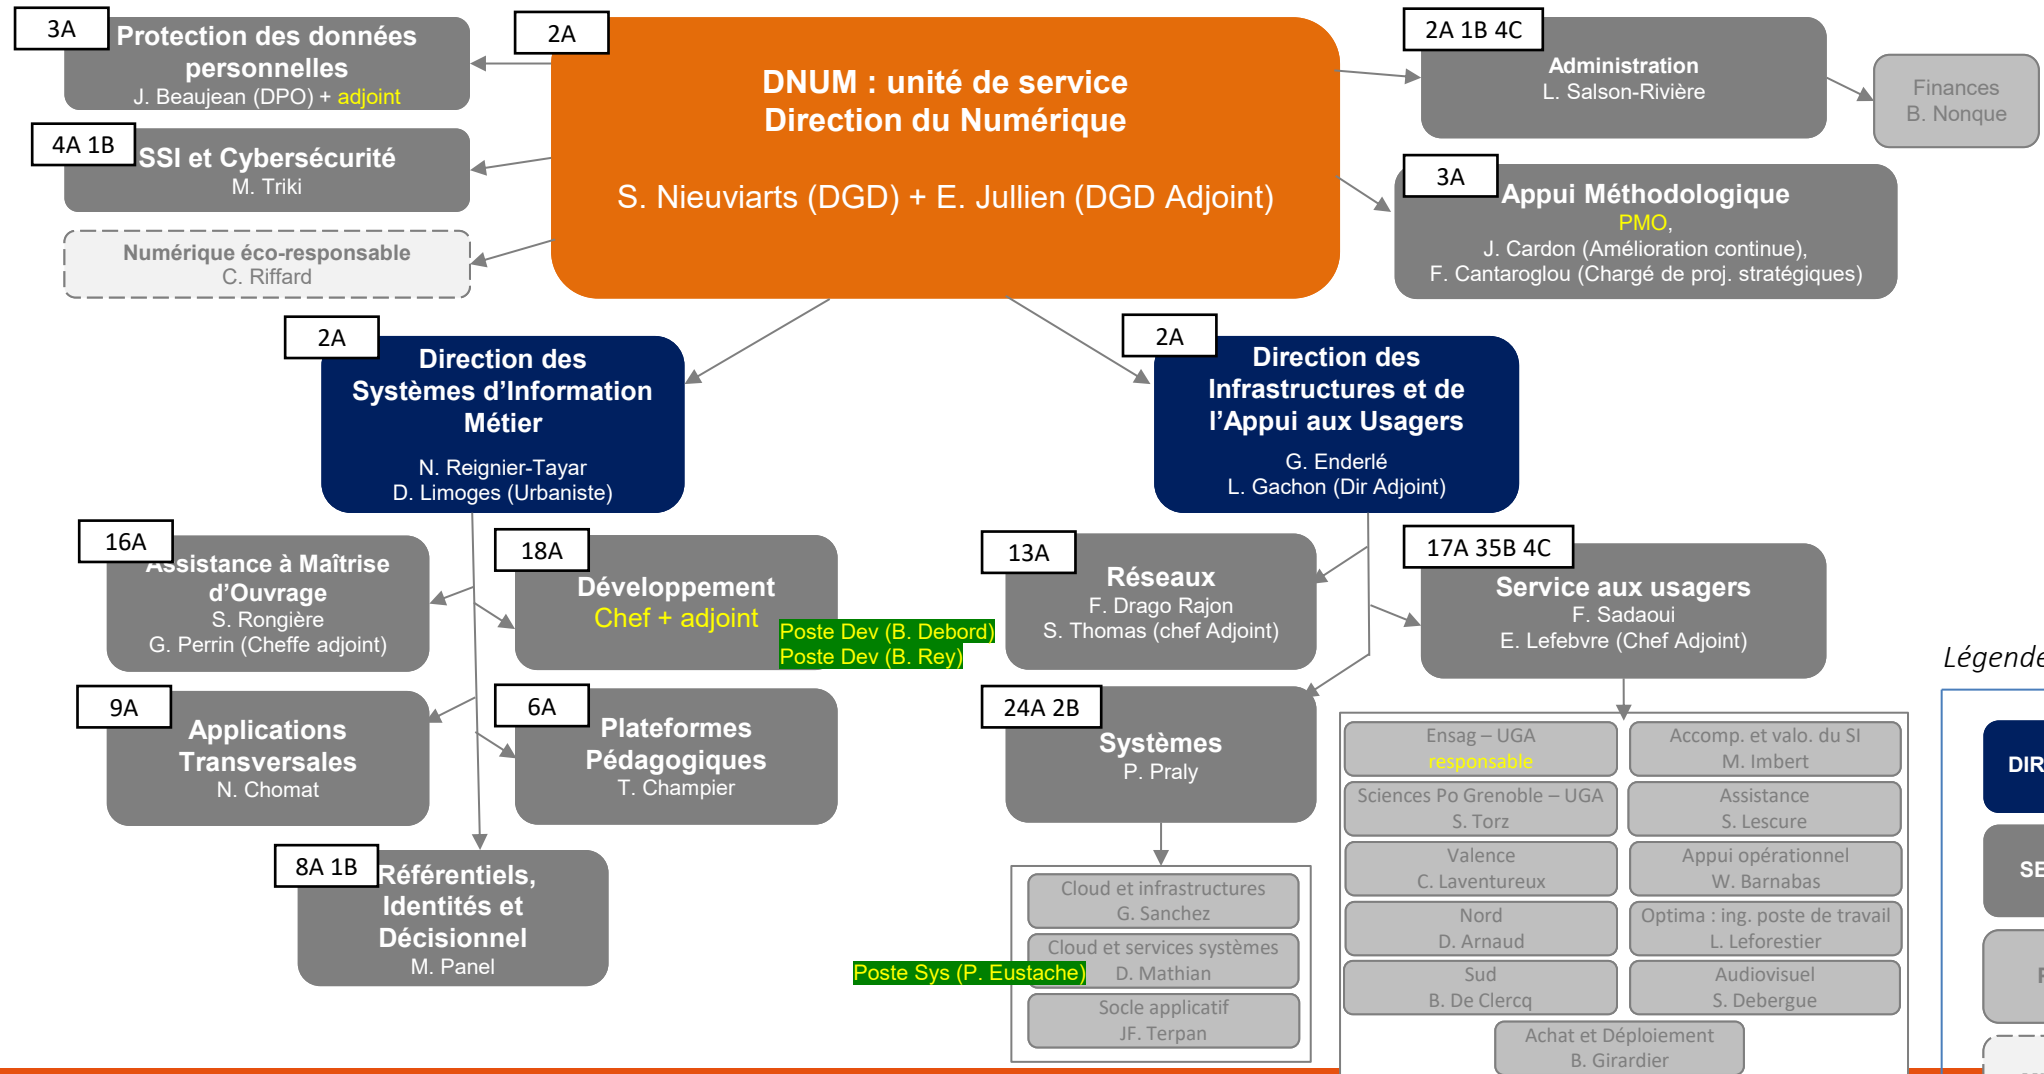 3A
Protection des données
personnelles
J. Beaujean (DPO) + adjoint
4A 1B
SSI et Cybersécurité
M. Triki
Numérique éco-responsable
C. Riffard
2A
DNUM : unité de service
Direction du Numérique
S. Nieuviarts (DGD) + E. Jullien (DGD Adjoint)
2A 1B 4C
Administration
L. Salson-Rivière
Finances
B. Nonque
3A
Appui Méthodologique
PMO,
J. Cardon (Amélioration continue),
F. Cantaroglou (Chargé de proj. stratégiques)
2A
Direction des
Systèmes d'Information
Métier
N. Reignier-Tayar
D. Limoges (Urbaniste)
2A
Direction des
Infrastructures et de
l'Appui aux Usagers
G. Enderlé
L. Gachon (Dir Adjoint)
16A
Assistance à Maîtrise
d'Ouvrage
S. Rongière
G. Perrin (Cheffe adjoint)
18A
Développement
Chef + adjoint
Poste Dev (B. Debord)
Poste Dev (B. Rey)
9A
Applications
Transversales
N. Chomat
6A
Plateformes
Pédagogiques
T. Champier
8A 1B
Référentiels,
Identités et
Décisionnel
M. Panel
13A
Réseaux
F. Drago Rajon
S. Thomas (chef Adjoint)
17A 35B 4C
Service aux usagers
F. Sadaoui
E. Lefebvre (Chef Adjoint)
24A 2B
Systèmes
P. Praly
Cloud et infrastructures
G. Sanchez
Cloud et services systèmes
D. Mathian
Poste Sys (P. Eustache)
Socle applicatif
JF. Terpan
Ensag – UGA
responsable
Accomp. et valo. du SI
M. Imbert
Sciences Po Grenoble – UGA
S. Torz
Assistance
S. Lescure
Valence
C. Laventureux
Appui opérationnel
W. Barnabas
Nord
D. Arnaud
Optima : ing. poste de travail
L. Leforestier
Sud
B. De Clercq
Audiovisuel
S. Debergue
Achat et Déploiement
B. Girardier
Légende
DIR
SE